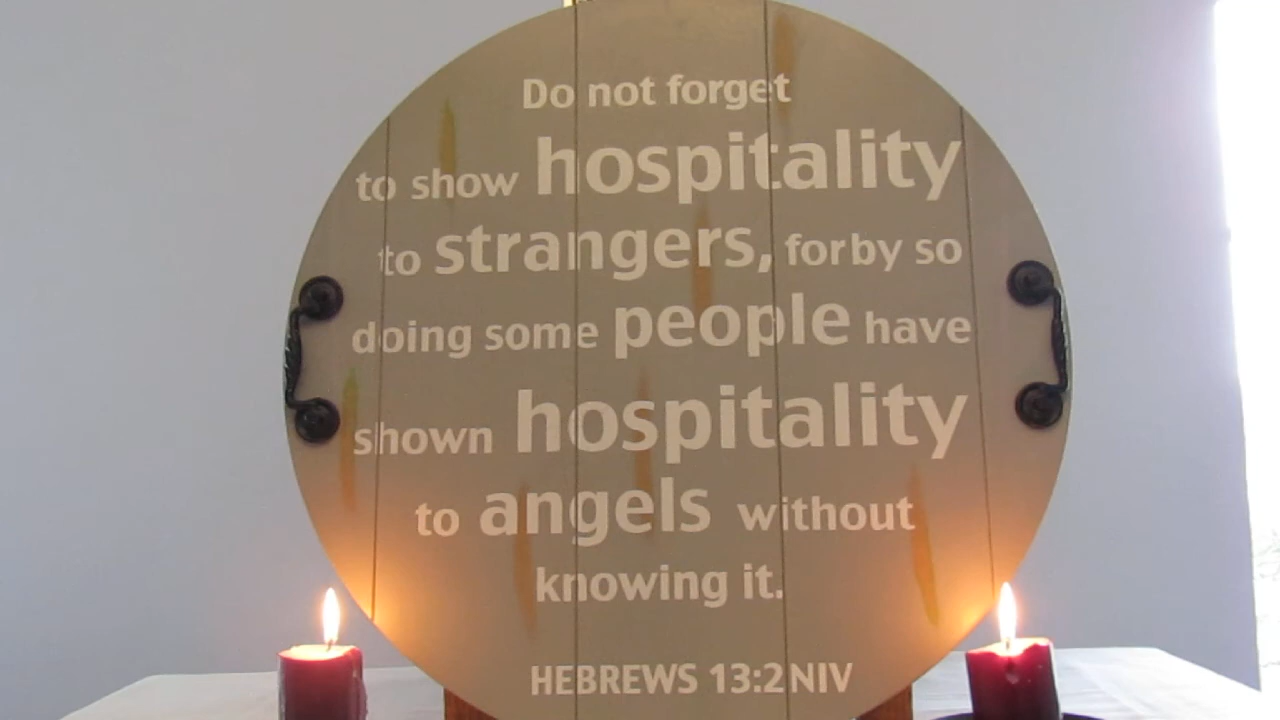 Do not forget
to show hospitality
to strangers, for by so
doing some people have
shown hospitality
to angels without
knowing it.
HEBREWS 13:2 NIV